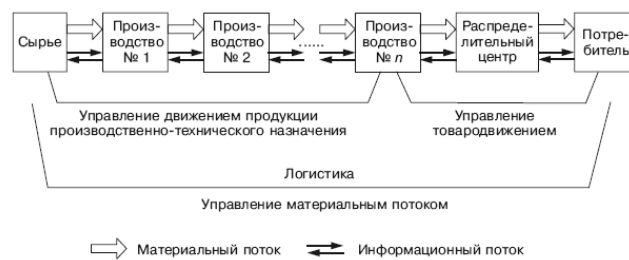 Сырье
Произ-
водство
№ 1
Произ-
водство
№ 2
......
Произ-
водство
№ n
Распреде-
лительный
центр
Потре-
битель
Управление движением продукции
производственно-технического назначения
Управление
товародвижением
Логистика
Управление материальным потоком
Материальный поток
Информационный поток